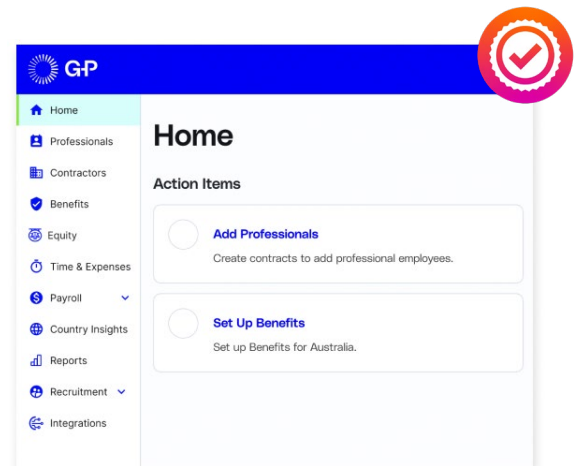 G-P
Home
Professionals
Contractors
Benefits
Equity
Time & Expenses
Payroll
Country Insights
Reports
Recruitment
Integrations
Home
Action Items
Add Professionals
Create contracts to add professional employees.
Set Up Benefits
Set up Benefits for Australia.